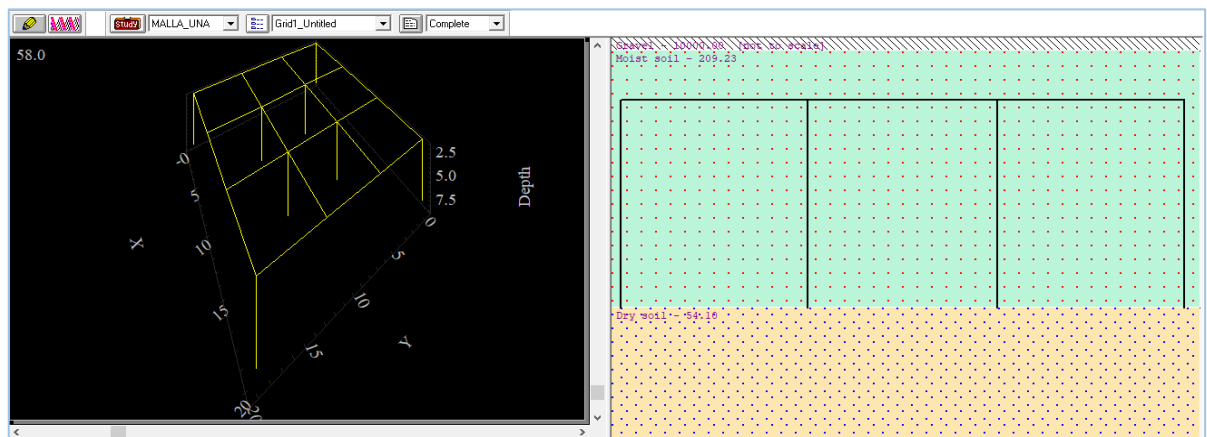 Study MALLA_UNA Grid1_Untitled Complete
58.0
Gravel - 10000.00 [not to scale]
Moist soil - 209.23
-0
5
10
15
20
X
2.5
5.0
7.5
Depth
0
5
10
15
20
Y
Dry soil - 54.16